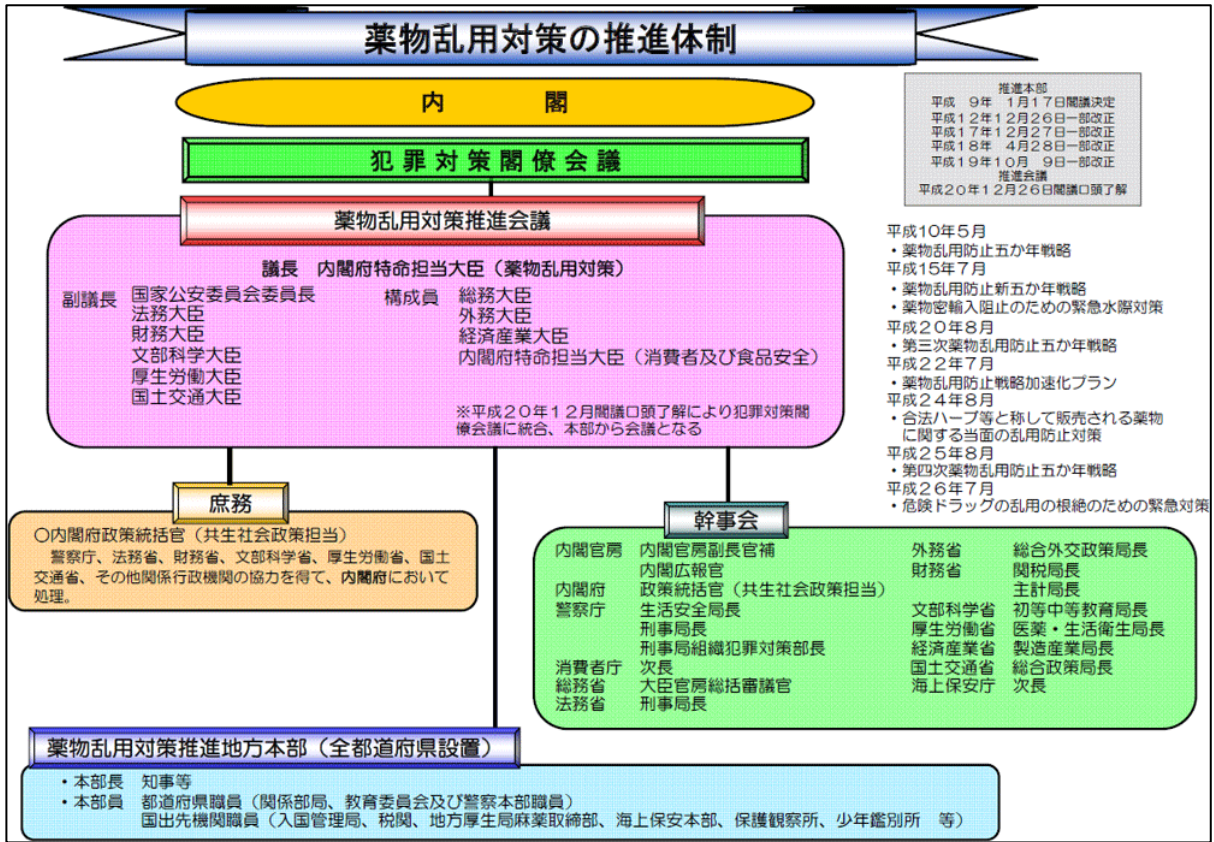 薬物乱用対策の推進体制
内　　　閣
犯罪対策閣僚会議
推進本部
平成　９年　１月１７日閣議決定
平成１２年１２月２６日一部改正
平成１７年１２月２７日一部改正
平成１８年　４月２８日一部改正
平成１９年１０月　９日一部改正
推進会議
平成２０年１２月２６日閣議口頭了解
薬物乱用対策推進会議
議長　内閣府特命担当大臣（薬物乱用対策）
副議長　国家公安委員会委員長
法務大臣
財務大臣
文部科学大臣
厚生労働大臣
国土交通大臣
構成員　総務大臣
外務大臣
経済産業大臣
内閣府特命担当大臣（消費者及び食品安全）
※平成２０年１２月閣議口頭了解により犯罪対策閣
僚会議に統合、本部から会議となる
平成10年５月
・薬物乱用防止五か年戦略
平成15年７月
・薬物乱用防止新五か年戦略
・薬物密輸入阻止のための緊急水際対策
平成２０年８月
・第三次薬物乱用防止五か年戦略
平成２２年７月
・薬物乱用防止戦略加速化プラン
平成２４年８月
・合法ハーブ等と称して販売される薬物
に関する当面の乱用防止対策
平成２５年８月
・第四次薬物乱用防止五か年戦略
平成２６年７月
・危険ドラッグの乱用の根絶のための緊急対策
庶務
○内閣府政策統括官（共生社会政策担当）
警察庁、法務省、財務省、文部科学省、厚生労働省、国土
交通省、その他関係行政機関の協力を得て、内閣府において
処理。
幹事会
内閣官房　内閣官房副長官補
内閣広報官
内閣府　政策統括官（共生社会政策担当）
警察庁　生活安全局長
刑事局長
刑事局組織犯罪対策部長
消費者庁　次長
総務省　大臣官房総括審議官
法務省　刑事局長
外務省　総合外交政策局長
財務省　関税局長
主計局長
文部科学省　初等中等教育局長
厚生労働省　医薬・生活衛生局長
経済産業省　製造産業局長
国土交通省　総合政策局長
海上保安庁　次長
薬物乱用対策推進地方本部（全都道府県設置）
・本部長　知事等
・本部員　都道府県職員（関係部局、教育委員会及び警察本部職員）
国出先機関職員（入国管理局、税関、地方厚生局麻薬取締部、海上保安本部、保護観察所、少年鑑別所　等）